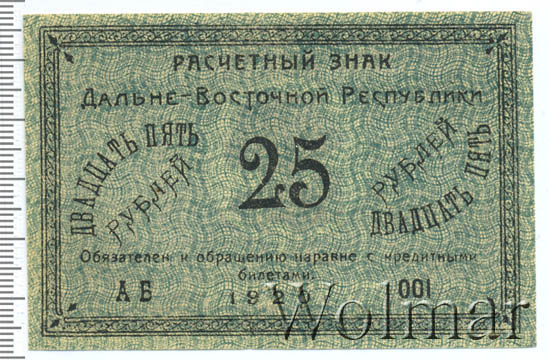 РАСЧЕТНЫЙ ЗНАК
Дальне-Восточной Республики
ДВАДЦАТЬ ПЯТЬ
РУБЛЕЙ
25
РУБЛЕЙ
ДВАДЦАТЬ ПЯТЬ
Обязателен к обращению наравне с кредитными
билетами.
АБ 1920 001
Wolmar